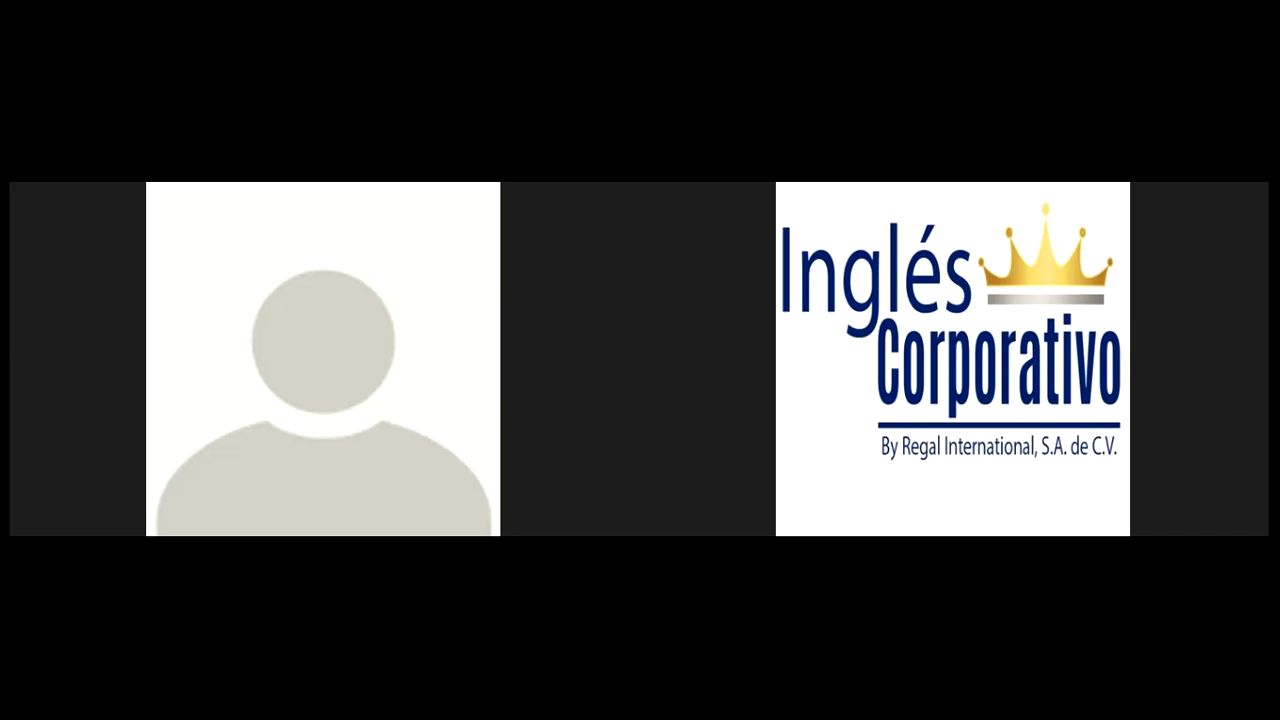 Inglés
Corporativo
By Regal International, S.A. de C.V.